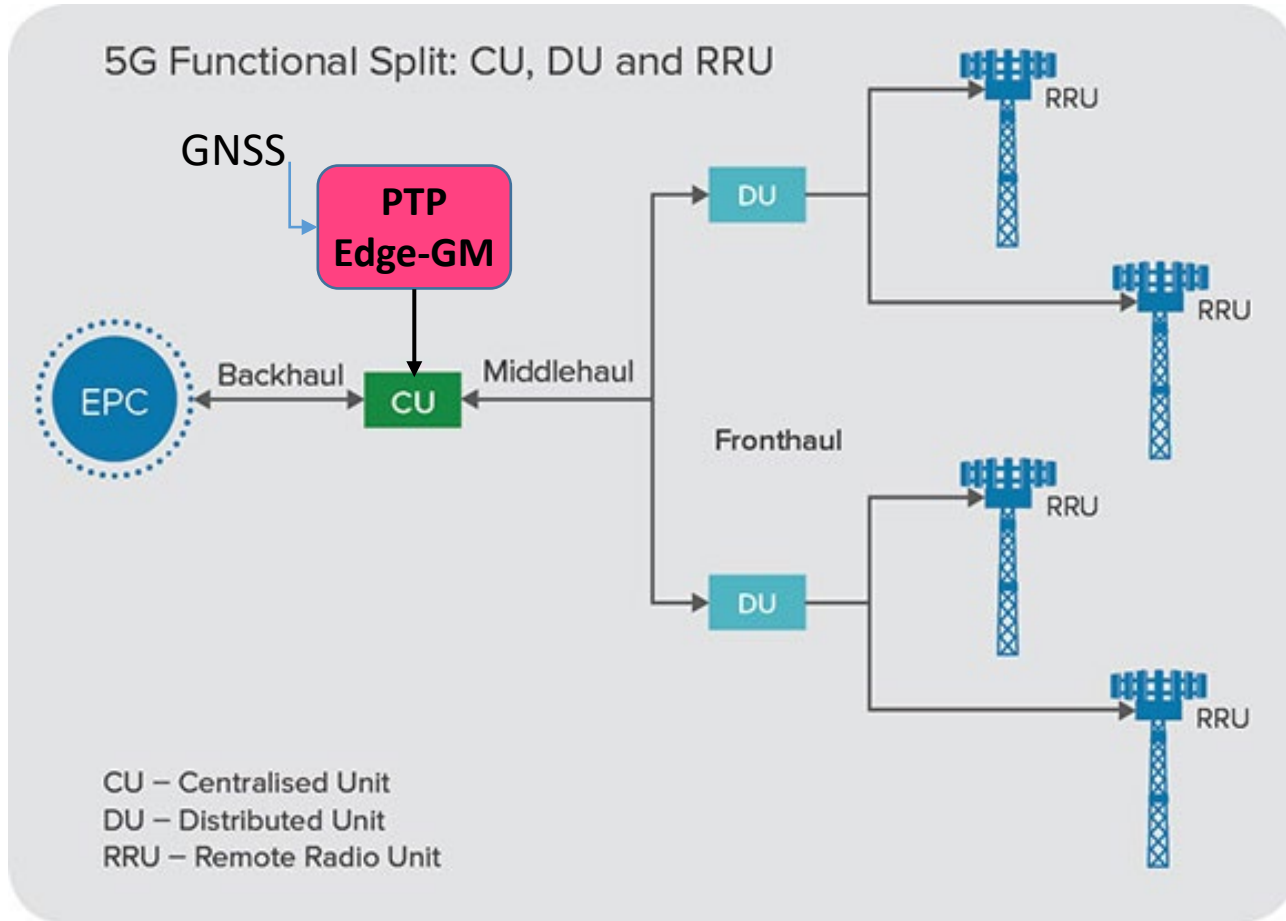 5G Functional Split: CU, DU and RRU
GNSS
PTP
Edge-GM
EPC
Backhaul
CU
Middlehaul
DU
RRU
RRU
Fronthaul
DU
RRU
RRU
CU – Centralised Unit
DU – Distributed Unit
RRU – Remote Radio Unit